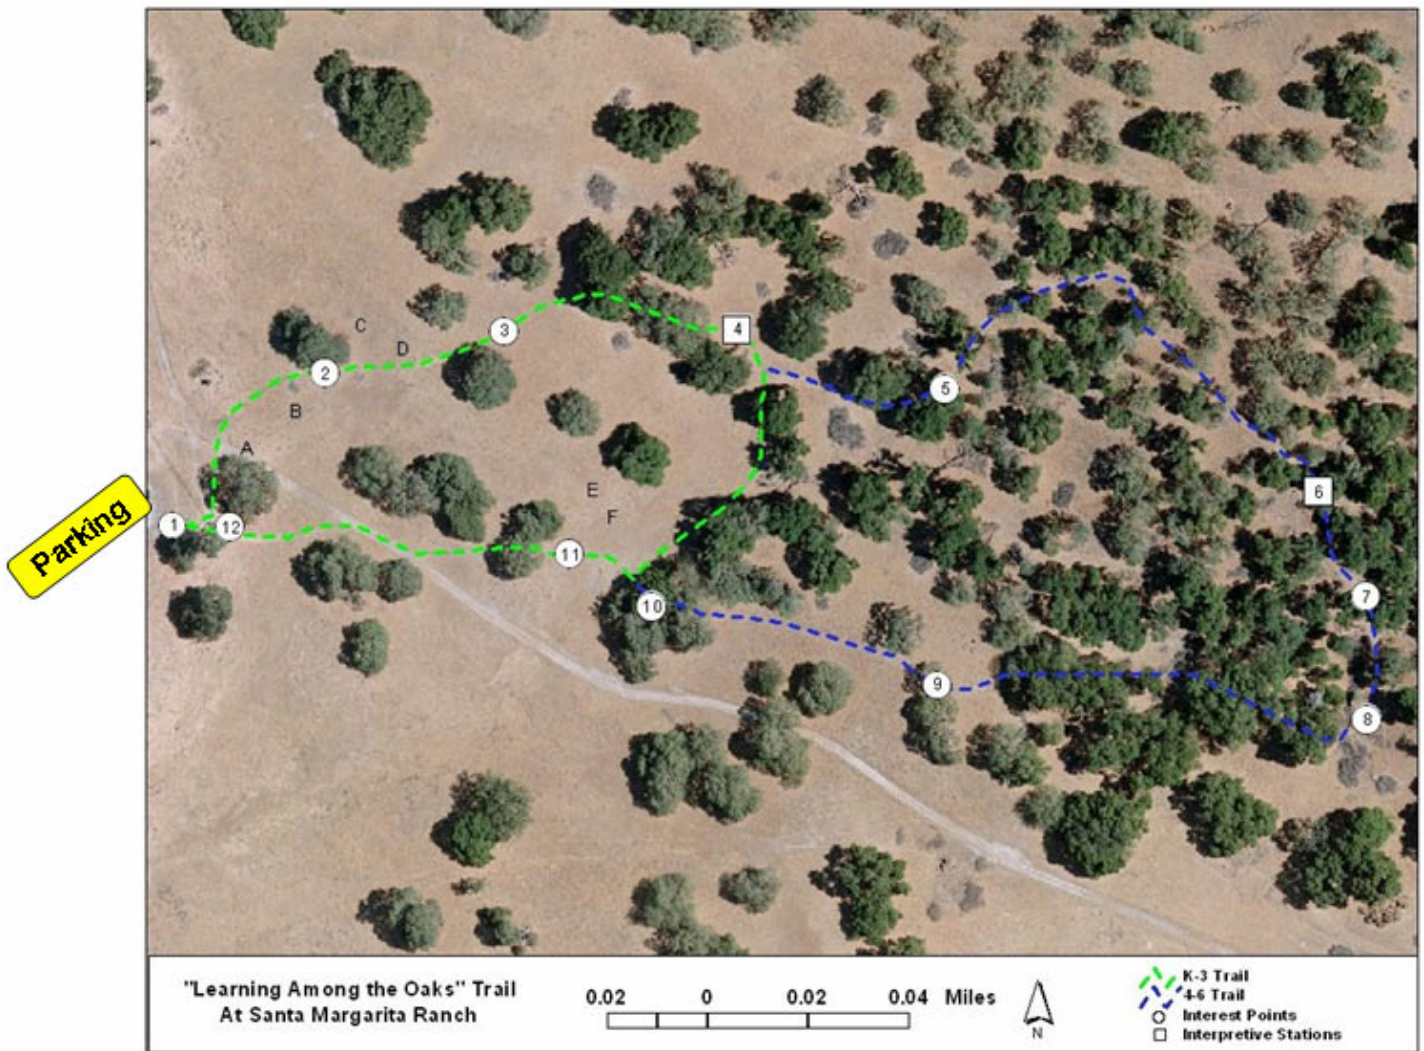 4
3
C
D
2
5
B
A
E
6
F
Parking
1
12
11
7
10
9
8
"Learning Among the Oaks" Trail
At Santa Margarita Ranch
0.02 0 0.02 0.04 Miles
N
K-3 Trail
4-6 Trail
Interest Points
Interpretive Stations